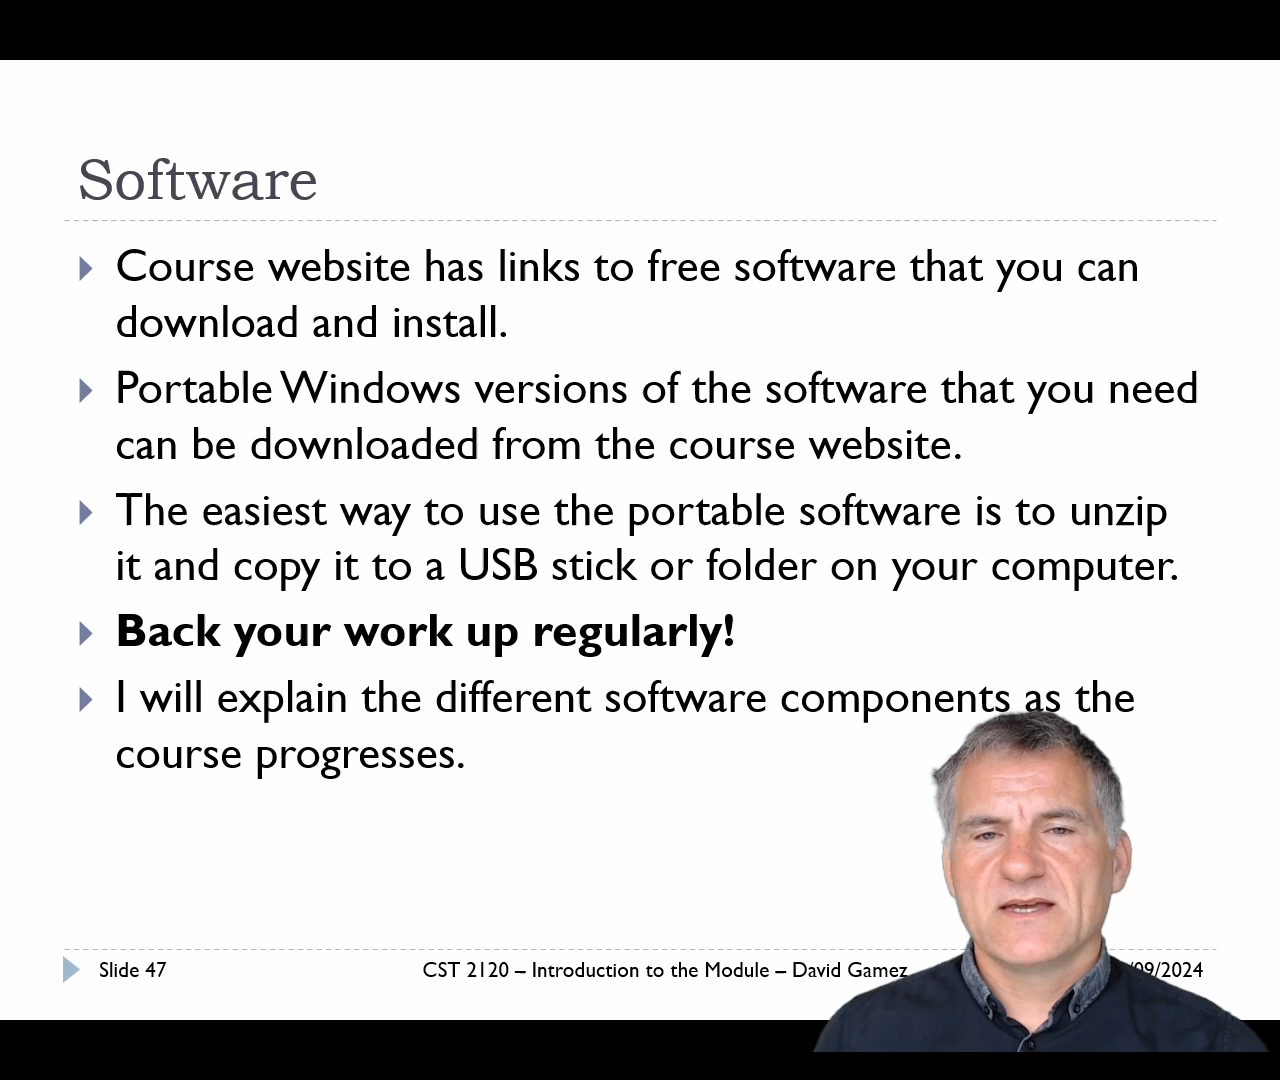 Software
Course website has links to free software that you can
download and install.
Portable Windows versions of the software that you need
can be downloaded from the course website.
The easiest way to use the portable software is to unzip
it and copy it to a USB stick or folder on your computer.
Back your work up regularly!
I will explain the different software components as the
course progresses.
Slide 47
CST 2120 – Introduction to the Module – David Gamez
/09/2024